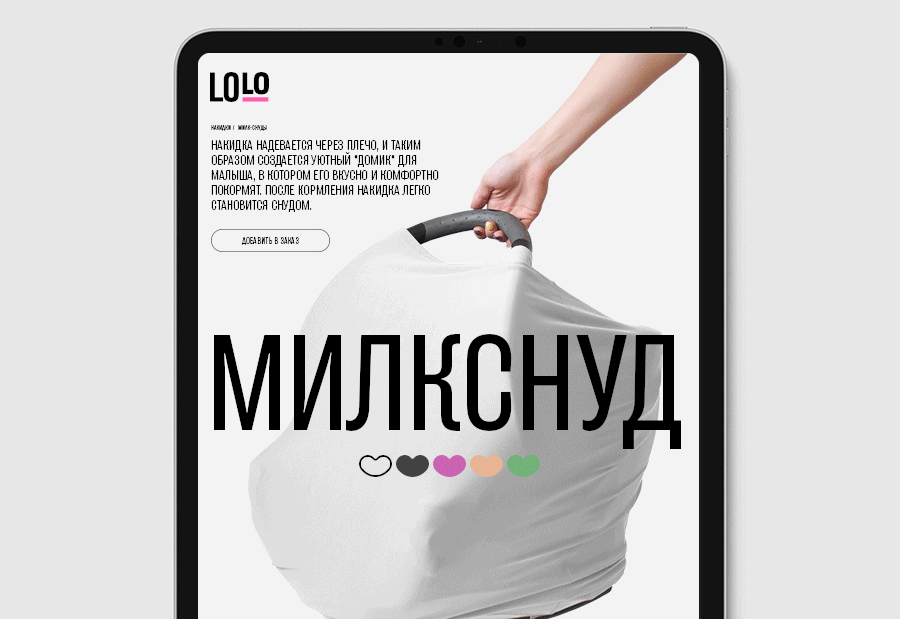 LOLO
НАКИДКИ / МИЛК-СНУДЫ
НАКИДКА НАДЕВАЕТСЯ ЧЕРЕЗ ПЛЕЧО, И ТАКИМ
ОБРАЗОМ СОЗДАЕТСЯ УЮТНЫЙ "ДОМИК" ДЛЯ
МАЛЫША, В КОТОРОМ ЕГО ВКУСНО И КОМФОРТНО
ПОКОРМЯТ. ПОСЛЕ КОРМЛЕНИЯ НАКИДКА ЛЕГКО
СТАНОВИТСЯ СНУДОМ.
ДОБАВИТЬ В ЗАКАЗ
МИЛКСНУД